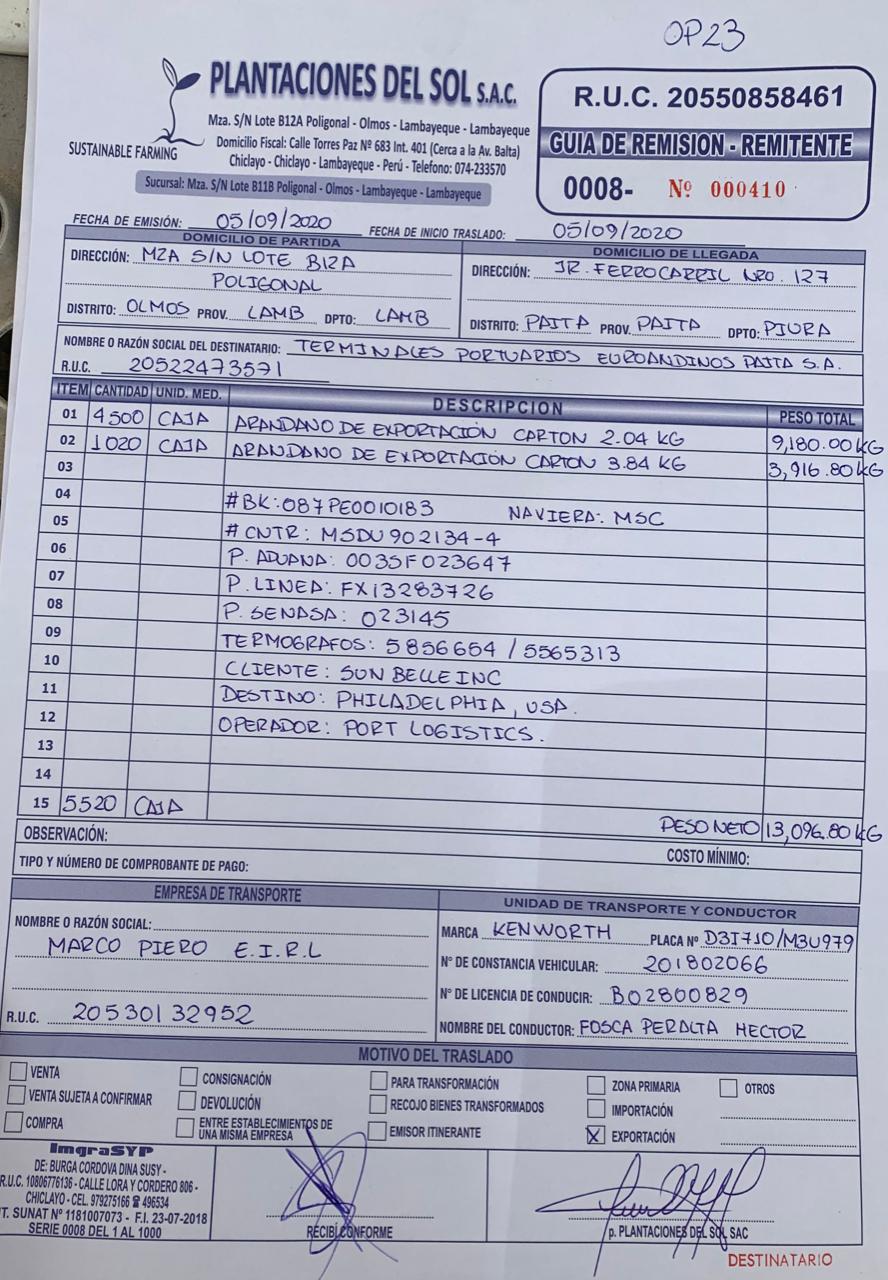 OP23
PLANTACIONES DEL SOL S.A.C.
Mza. S/N Lote B12A Poligonal - Olmos - Lambayeque - Lambayeque
Domicilio Fiscal: Calle Torres Paz Nº 683 Int. 401 (Cerca a la Av. Balta)
Chiclayo - Chiclayo - Lambayeque - Perú - Telefono: 074-233570
SUSTAINABLE FARMING
Sucursal: Mza. S/N Lote B11B Poligonal - Olmos - Lambayeque - Lambayeque
R.U.C. 20550858461
GUIA DE REMISION - REMITENTE
0008- Nº 000410
FECHA DE EMISIÓN: 05/09/2020 FECHA DE INICIO TRASLADO: 05/09/2020
DOMICILIO DE PARTIDA
DIRECCIÓN: MZA S/N LOTE B12A
POLIGONAL
DISTRITO: OLMOS PROV. LAMB DPTO: LAMB
DOMICILIO DE LLEGADA
DIRECCIÓN: JR. FERROCARRIL NRO. 127
DISTRITO: PAITA PROV. PAITA DPTO: PIURA
NOMBRE O RAZÓN SOCIAL DEL DESTINATARIO: TERMINALES PORTUARIOS EUROANDINOS PAITA S.A.
R.U.C. 20522473571
ITEM CANTIDAD UNID. MED. DESCRIPCION PESO TOTAL
01 4500 CAJA ARANDANO DE EXPORTACIÓN CARTON 2.04 KG 9,180.00 KG
02 1020 CAJA ARANDANO DE EXPORTACIÓN CARTON 3.84 KG 3,916.80 KG
03
04 #BK: 087PE0010183 NAVIERA: MSC
05 # CNTR: MSDU 902134-4
06 P. ADUANA: 003SF023647
07 P. LINEA: FX13283726
08 P. SENASA: 023145
09 TERMOGRAFOS: 5856654 / 5565313
10 CLIENTE: SUN BELLE INC
11 DESTINO: PHILADELPHIA, USA.
12 OPERADOR: PORT LOGISTICS.
13
14
15 5520 CAJA
PESO NETO 13,096.80 KG
OBSERVACIÓN:
COSTO MÍNIMO:
TIPO Y NÚMERO DE COMPROBANTE DE PAGO:
EMPRESA DE TRANSPORTE
NOMBRE O RAZÓN SOCIAL:
MARCO PIERO E.I.R.L
R.U.C. 20530132952
UNIDAD DE TRANSPORTE Y CONDUCTOR
MARCA KENWORTH PLACA Nº D3I710/M3U979
Nº DE CONSTANCIA VEHICULAR: 201802066
Nº DE LICENCIA DE CONDUCIR: B02800829
NOMBRE DEL CONDUCTOR: FOSCA PERALTA HECTOR
MOTIVO DEL TRASLADO
VENTA
VENTA SUJETA A CONFIRMAR
COMPRA
CONSIGNACIÓN
DEVOLUCIÓN
ENTRE ESTABLECIMIENTOS DE
UNA MISMA EMPRESA
PARA TRANSFORMACIÓN
RECOJO BIENES TRANSFORMADOS
EMISOR ITINERANTE
ZONA PRIMARIA
IMPORTACIÓN
X EXPORTACIÓN
OTROS
ImgraSYP
DE: BURGA CORDOVA DINA SUSY -
R.U.C. 10806776136 - CALLE LORA Y CORDERO 806 -
CHICLAYO - CEL. 979275166 ☎ 496534
T. SUNAT Nº 1181007073 - F.I. 23-07-2018
SERIE 0008 DEL 1 AL 1000
RECIBÍ CONFORME
p. PLANTACIONES DEL SOL SAC
DESTINATARIO